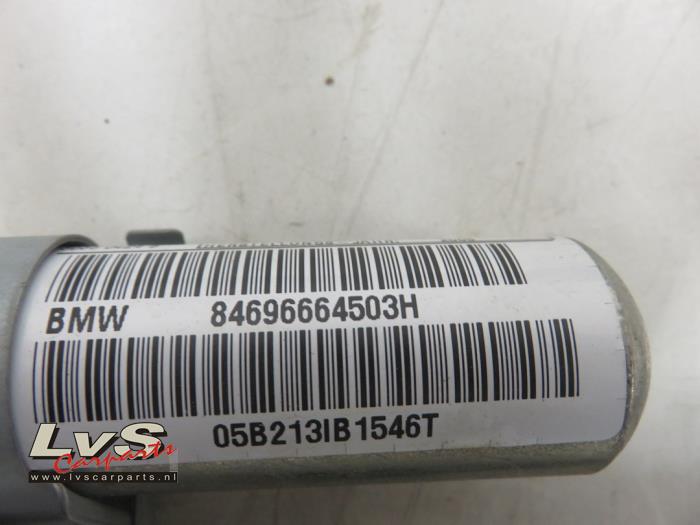 BMW 84696664503H
05B213IB1546T
LvS
Carparts
www.lvscarparts.nl